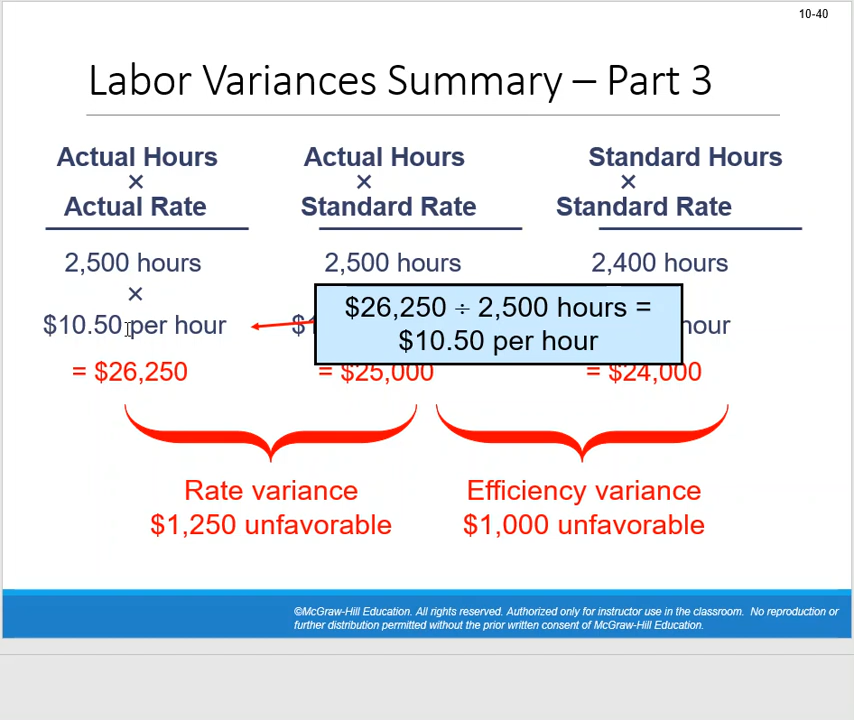 10-40
Labor Variances Summary – Part 3
Actual Hours
×
Actual Rate
Actual Hours
×
Standard Rate
Standard Hours
×
Standard Rate
2,500 hours
×
$10.50 per hour
= $26,250
2,500 hours
$
= $25,000
2,400 hours
hour
= $24,000
$26,250 ÷ 2,500 hours =
$10.50 per hour
Rate variance
$1,250 unfavorable
Efficiency variance
$1,000 unfavorable
©McGraw-Hill Education. All rights reserved. Authorized only for instructor use in the classroom. No reproduction or
further distribution permitted without the prior written consent of McGraw-Hill Education.